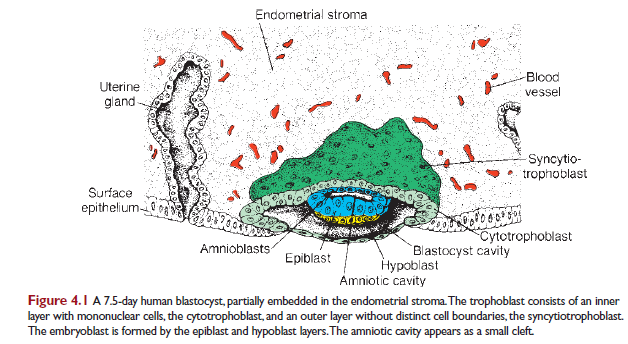 Endometrial stroma
Uterine
gland
Blood
vessel
Syncytio-
trophoblast
Surface
epithelium
Cytotrophoblast
Amnioblasts
Blastocyst cavity
Epiblast
Hypoblast
Amniotic cavity
Figure 4.1 A 7.5-day human blastocyst, partially embedded in the endometrial stroma. The trophoblast consists of an inner
layer with mononuclear cells, the cytotrophoblast, and an outer layer without distinct cell boundaries, the syncytiotrophoblast.
The embryoblast is formed by the epiblast and hypoblast layers. The amniotic cavity appears as a small cleft.